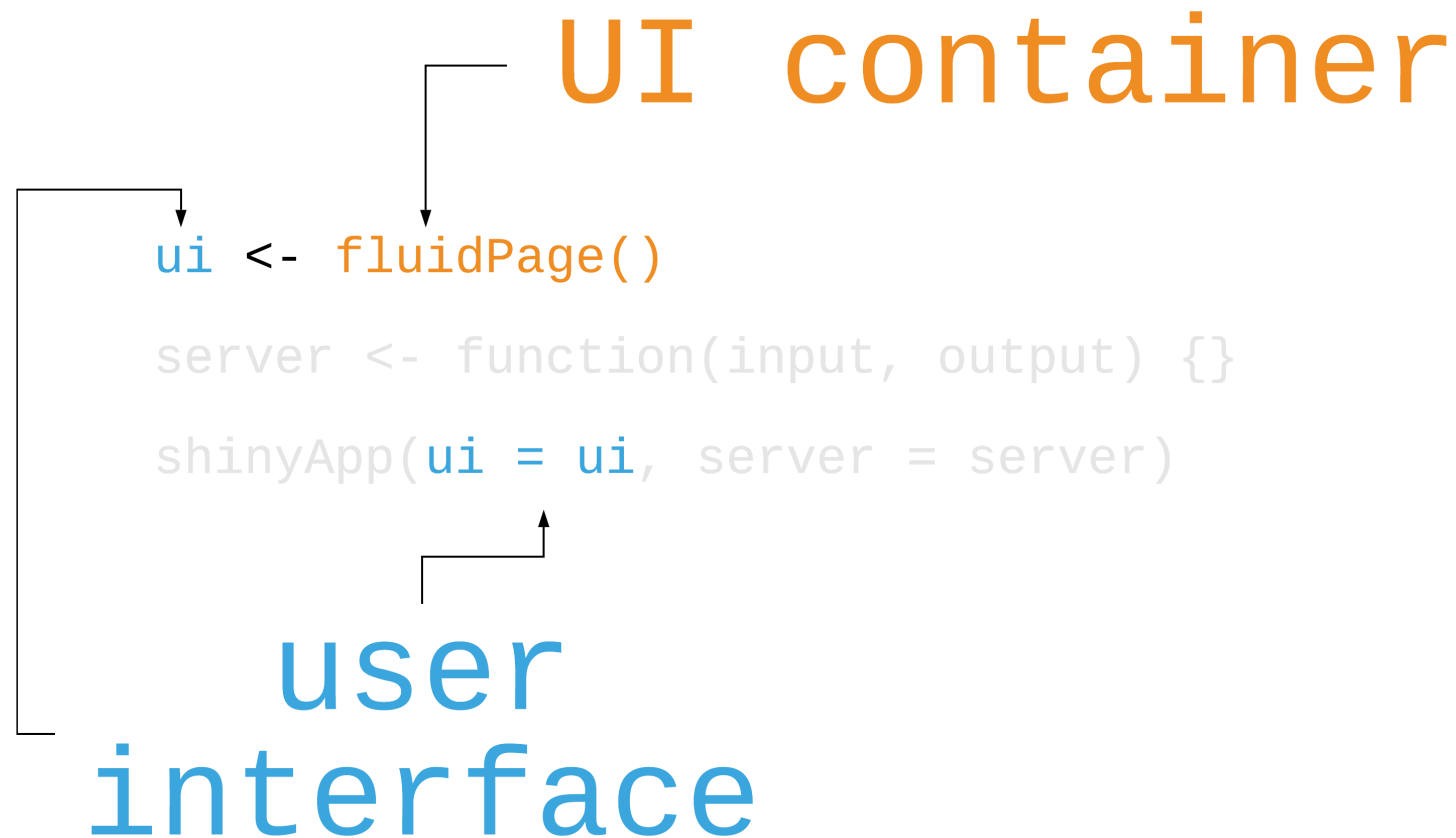 UI container
ui <- fluidPage()
server <- function(input, output) {}
shinyApp(ui = ui, server = server)
user
interface